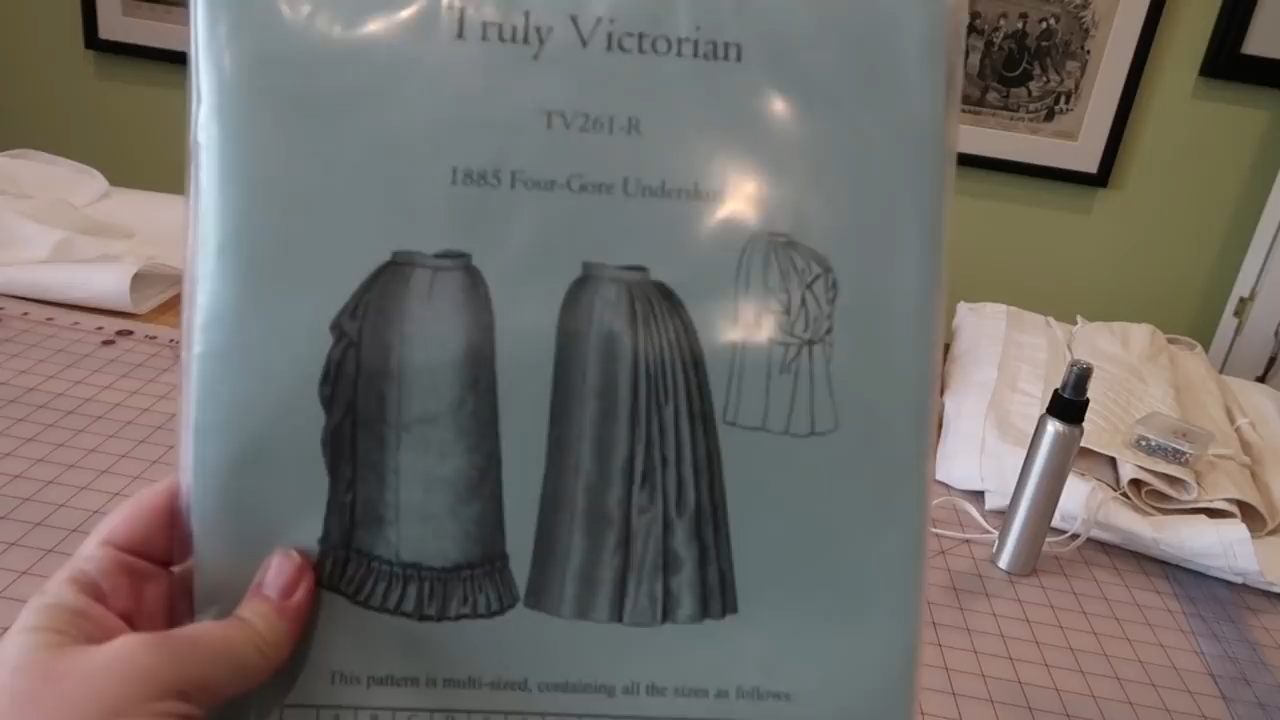 Truly Victorian
TV261-R
1885 Four-Gore
This pattern is multi-sized, containing all the sizes as follows: